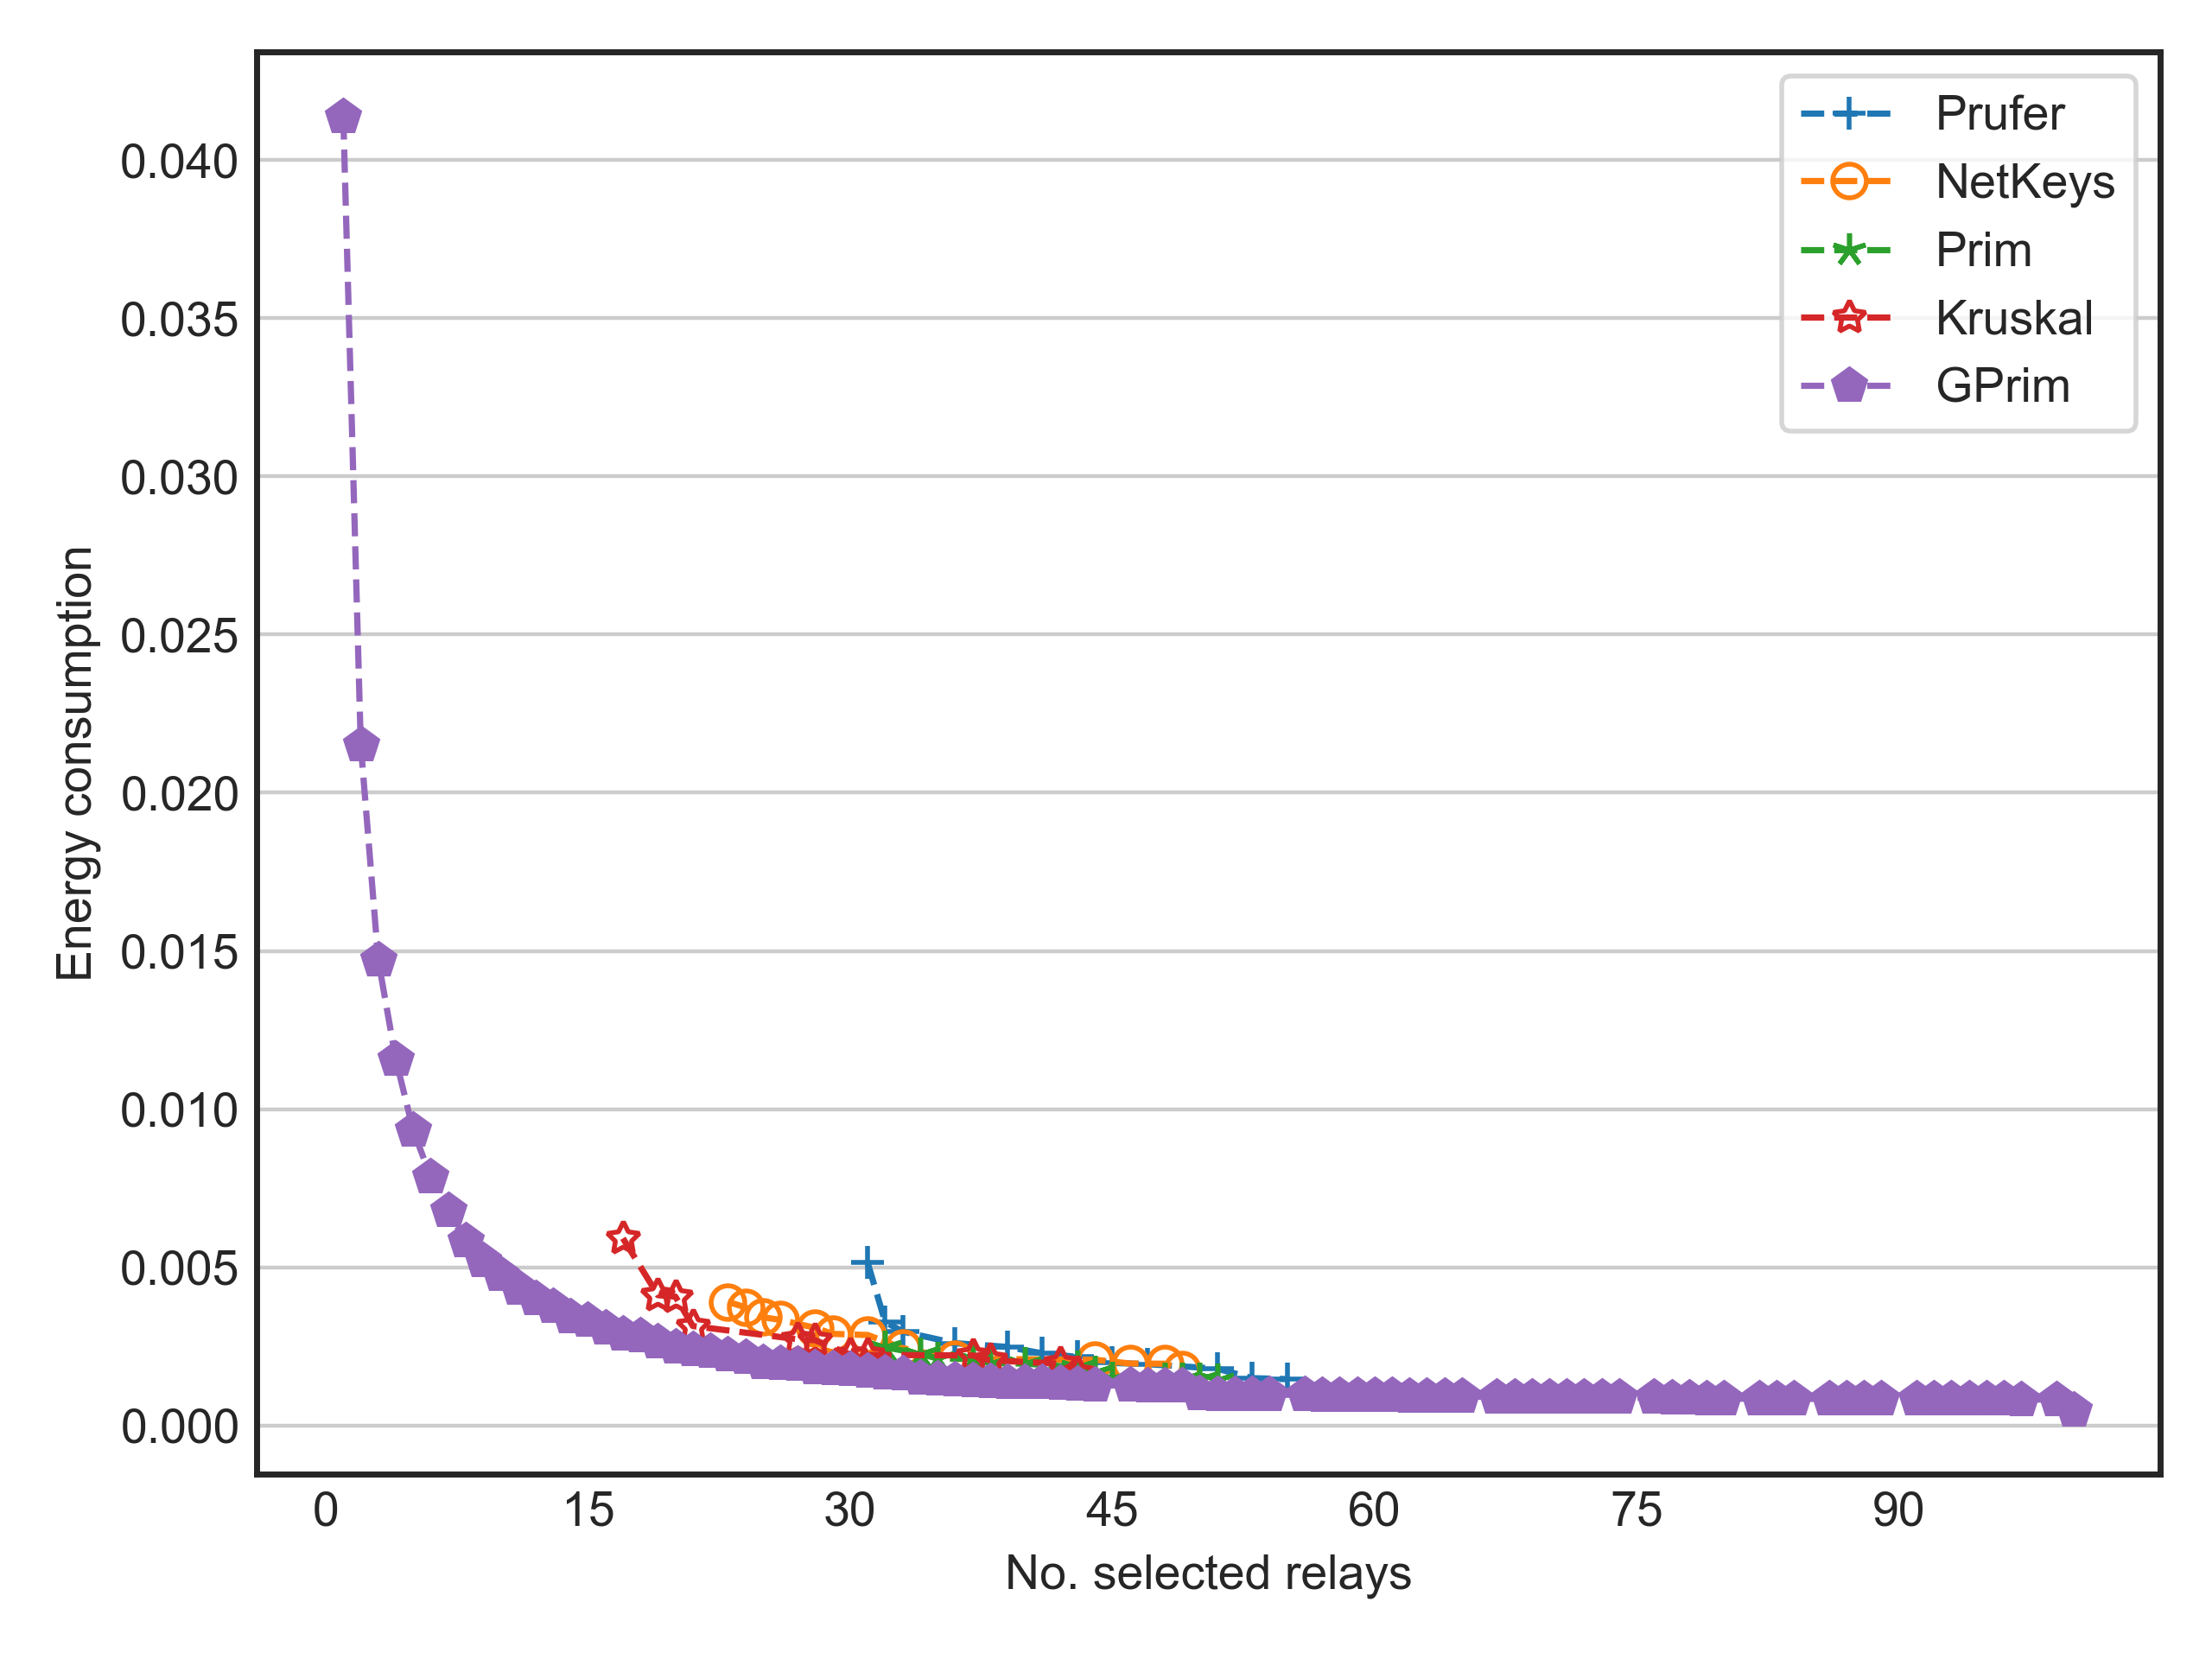 Prufer
NetKeys
Prim
Kruskal
GPrim
0.040
0.035
0.030
0.025
0.020
0.015
0.010
0.005
0.000
Energy consumption
0 15 30 45 60 75 90
No. selected relays